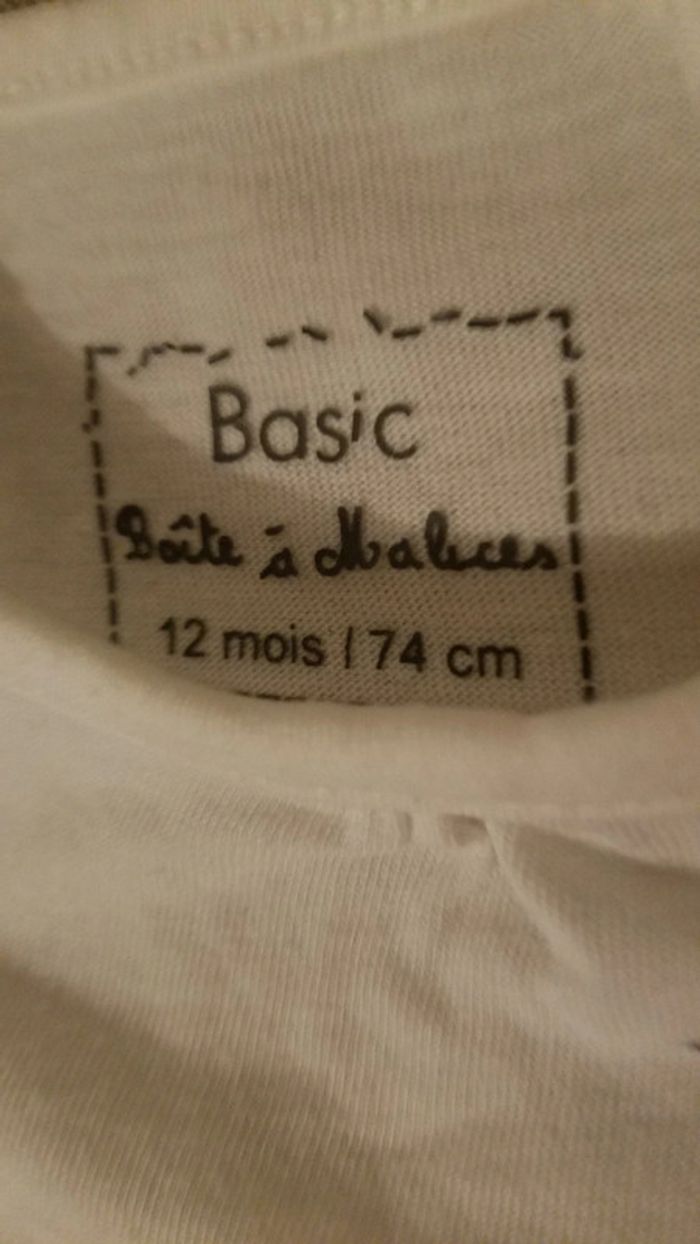 Basic
Boîte à Malices
12 mois / 74 cm